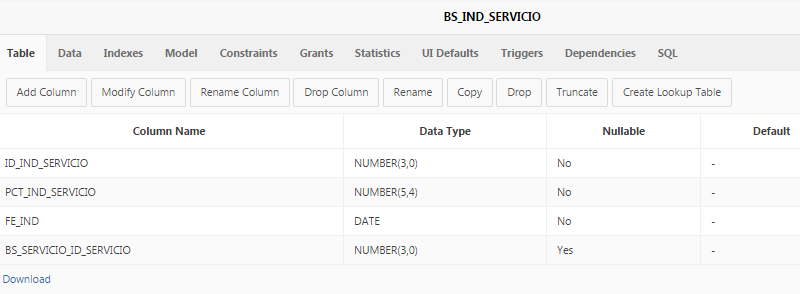 BS_IND_SERVICIO
Table Data Indexes Model Constraints Grants Statistics UI Defaults Triggers Dependencies SQL
Add Column Modify Column Rename Column Drop Column Rename Copy Drop Truncate Create Lookup Table
Column Name Data Type Nullable Default
ID_IND_SERVICIO NUMBER(3,0) No -
PCT_IND_SERVICIO NUMBER(5,4) No -
FE_IND DATE No -
BS_SERVICIO_ID_SERVICIO NUMBER(3,0) Yes -
Download